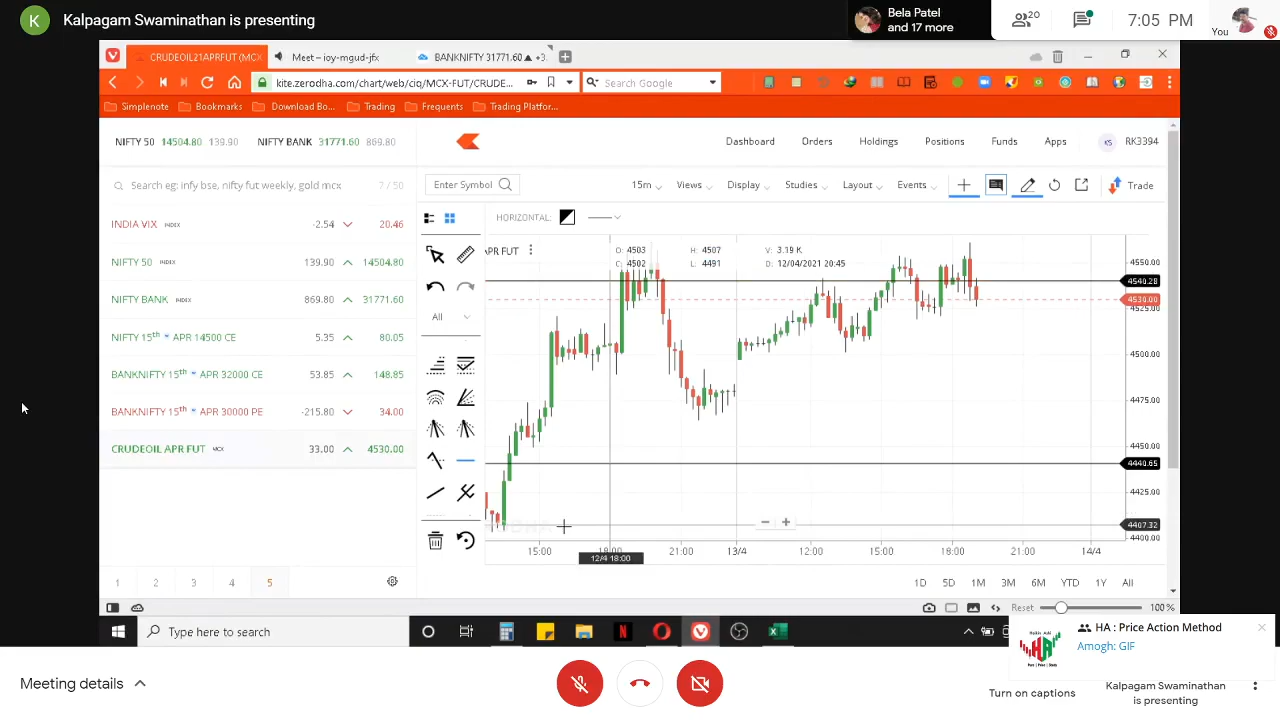 K
Kalpagam Swaminathan is presenting
Bela Patel
and 17 more
20
7:05 PM
You
CRUDEOIL21APRFUT (MCX
Meet – ioy-mgud-jfx
BANKNIFTY 31771.60▲ +3.
kite.zerodha.com/chart/web/ciq/MCX-FUT/CRUDE...
Search Google
Simplenote
Bookmarks
Download Bo...
Trading
Frequents
Trading Platfor...
NIFTY 50 14504.80 139.90
NIFTY BANK 31771.60 869.80
Dashboard
Orders
Holdings
Positions
Funds
Apps
KS
RK3394
Search eg: infy bse, nifty fut weekly, gold mcx
7 / 50
Enter Symbol
15m
Views
Display
Studies
Layout
Events
Trade
HORIZONTAL:
INDIA VIX INDEX -2.54 20.46
NIFTY 50 INDEX 139.90 14504.80
NIFTY BANK INDEX 869.80 31771.60
NIFTY 15th APR 14500 CE 5.35 80.05
BANKNIFTY 15th APR 32000 CE 53.85 148.85
BANKNIFTY 15th APR 30000 PE -215.80 34.00
CRUDEOIL APR FUT MCX 33.00 4530.00
All
APR FUT
O: 4503 H: 4507 V: 3.19 K
C: 4502 L: 4491 D: 12/04/2021 20:45
4550.00
4540.28
4530.00
4525.00
4500.00
4475.00
4450.00
4440.65
4425.00
4407.32
4400.00
15:00
18:00
21:00
13/4
12:00
15:00
18:00
21:00
14/4
12/4 18:00
1
2
3
4
5
1D
5D
1M
3M
6M
YTD
1Y
All
Reset
100 %
Type here to search
HA : Price Action Method
Amogh: GIF
Meeting details
Turn on captions
Kalpagam Swaminathan
is presenting